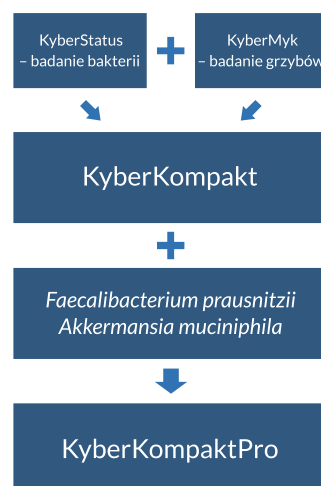 KyberStatus
– badanie bakterii
KyberMyk
– badanie grzybów
KyberKompakt
Faecalibacterium prausnitzii
Akkermansia muciniphila
KyberKompaktPro